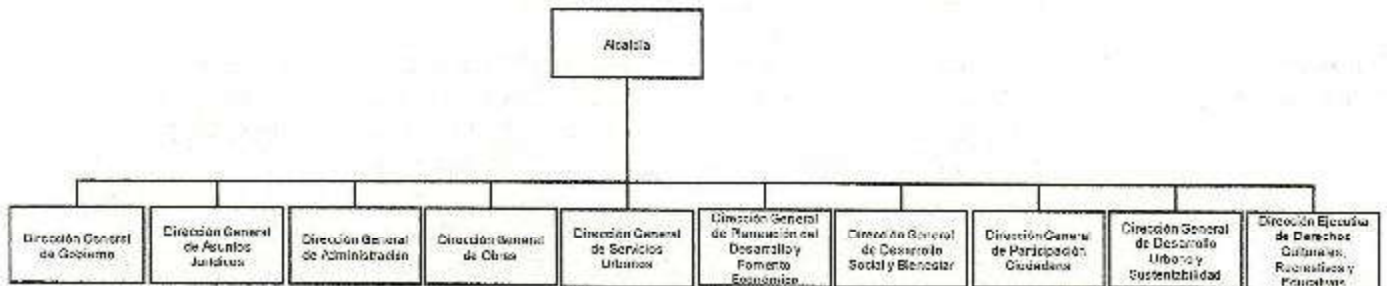 Alcaldía
Dirección General
de Gobierno
Dirección General
de Asuntos
Jurídicos
Dirección General
de Administración
Dirección General
de Obras
Dirección General
de Servicios
Urbanos
Dirección General
de Planeación del
Desarrollo y
Fomento
Económico
Dirección General
de Desarrollo
Social y Bienestar
Dirección General
de Participación
Ciudadana
Dirección General
de Desarrollo
Urbano y
Sustentabilidad
Dirección Ejecutiva
de Derechos
Culturales,
Recreativos y
Educativos